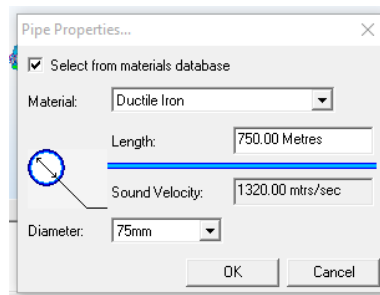 Pipe Properties...
Select from materials database
Material: Ductile Iron
Length: 750.00 Metres
Sound Velocity: 1320.00 mtrs/sec
Diameter: 75mm
OK Cancel